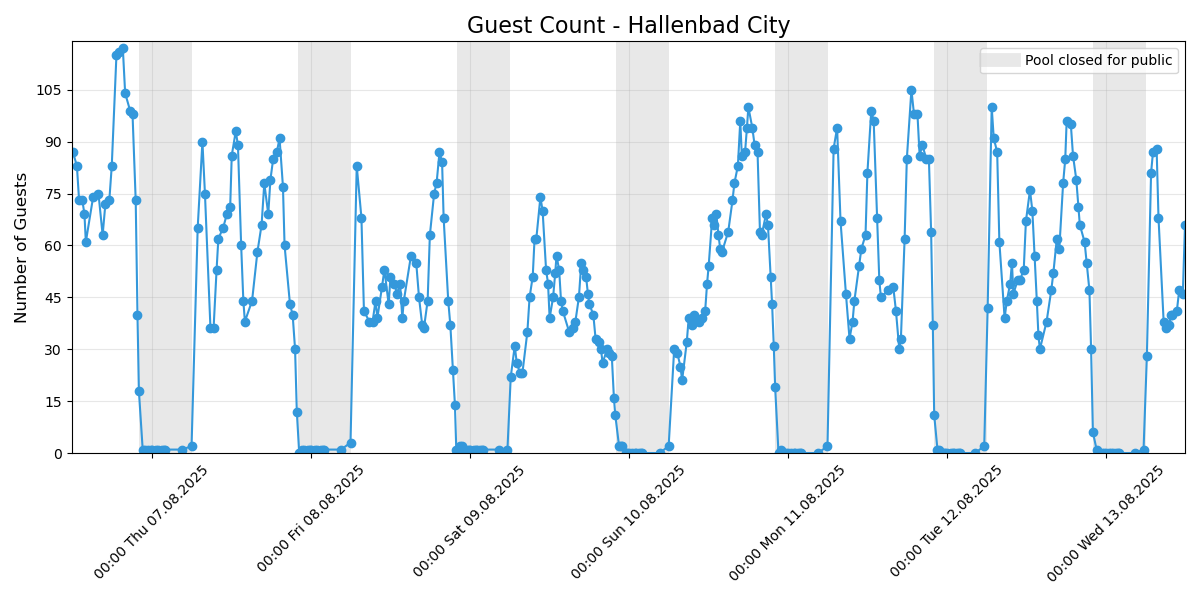 Guest Count - Hallenbad City
Pool closed for public
Number of Guests
105
90
75
60
45
30
15
0
00:00 Thu 07.08.2025
00:00 Fri 08.08.2025
00:00 Sat 09.08.2025
00:00 Sun 10.08.2025
00:00 Mon 11.08.2025
00:00 Tue 12.08.2025
00:00 Wed 13.08.2025